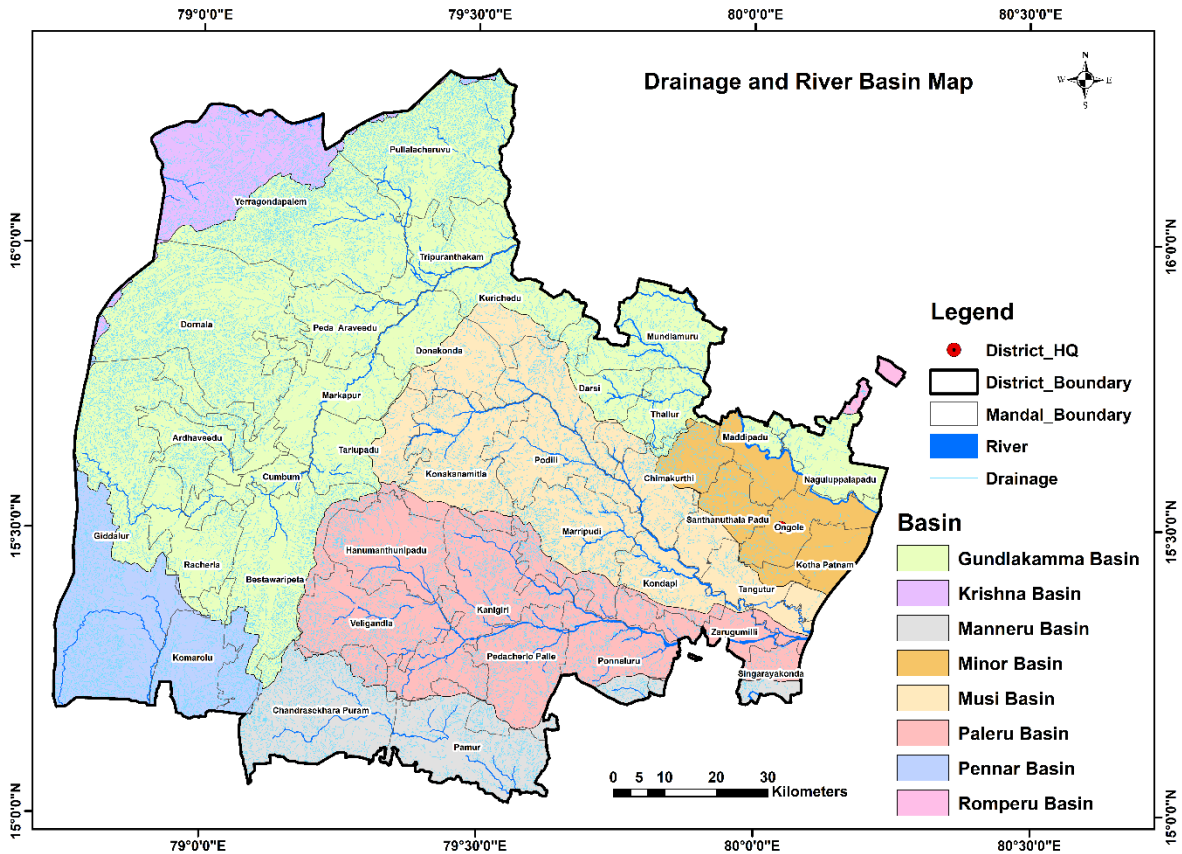 79°0'0"E
79°30'0"E
80°0'0"E
80°30'0"E
Drainage and River Basin Map
N
W
E
S
16°0'0"N
16°0'0"N
15°30'0"N
15°30'0"N
15°0'0"N
15°0'0"N
Pullalacheruvu
Yerragondapalem
Tripuranthakam
Kurichedu
Dornala
Peda Araveedu
Mundlamuru
Donakonda
Darsi
Markapur
Thallur
Ardhaveedu
Maddipadu
Tarlupadu
Podili
Konakanamitla
Chimakurthi
Cumbum
Naguluppalapadu
Santhanuthala Padu
Ongole
Giddalur
Marripudi
Hanumanthunipadu
Racherla
Kotha Patnam
Bestawaripeta
Kondapi
Tangutur
Kanigiri
Veligandla
Zarugumilli
Komarolu
Pedacherlo Palle
Ponnaluru
Singarayakonda
Chandrasekhara Puram
Pamur
Legend
District_HQ
District_Boundary
Mandal_Boundary
River
Drainage
Basin
Gundlakamma Basin
Krishna Basin
Manneru Basin
Minor Basin
Musi Basin
Paleru Basin
Pennar Basin
Romperu Basin
0 5 10 20 30
Kilometers
79°0'0"E
79°30'0"E
80°0'0"E
80°30'0"E